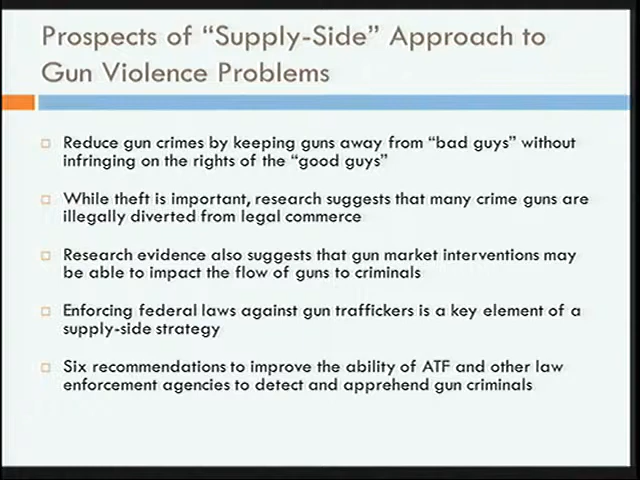 Prospects of “Supply-Side” Approach to
Gun Violence Problems
Reduce gun crimes by keeping guns away from “bad guys” without
infringing on the rights of the “good guys”
While theft is important, research suggests that many crime guns are
illegally diverted from legal commerce
Research evidence also suggests that gun market interventions may
be able to impact the flow of guns to criminals
Enforcing federal laws against gun traffickers is a key element of a
supply-side strategy
Six recommendations to improve the ability of ATF and other law
enforcement agencies to detect and apprehend gun criminals